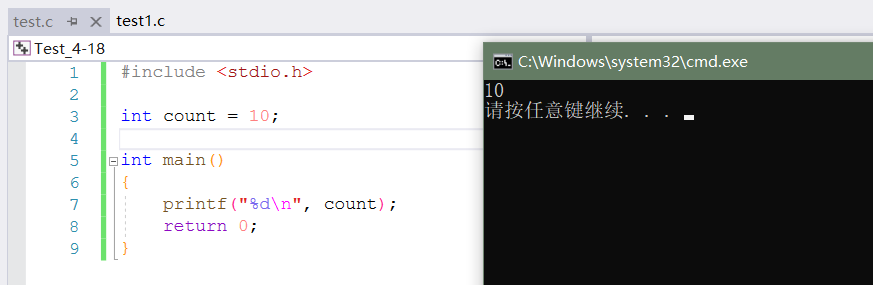 test.c test1.c
Test_4-18
1 #include <stdio.h>
2
3 int count = 10;
4
5 int main()
6 {
7 printf("%d\n", count);
8 return 0;
9 }
C:\Windows\system32\cmd.exe
10
请按任意键继续. . .